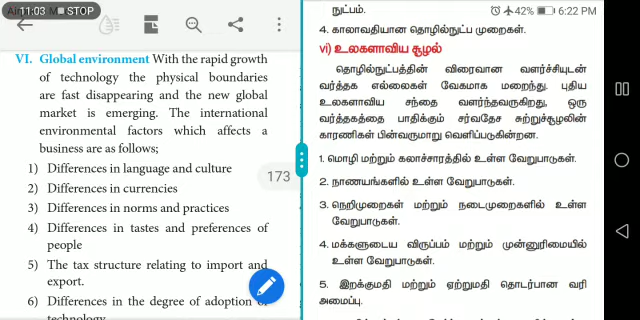 11:03 STOP
42% 6:22 PM
VI. Global environment With the rapid growth
of technology the physical boundaries
are fast disappearing and the new global
market is emerging. The international
environmental factors which affects a
business are as follows;
1) Differences in language and culture
2) Differences in currencies
3) Differences in norms and practices
4) Differences in tastes and preferences of
people
5) The tax structure relating to import and
export.
6) Differences in the degree of adoption of
technology
173
நுட்பம்.
4. காலாவதியான தொழில்நுட்ப முறைகள்.
vi) உலகளாவிய சூழல்
தொழில்நுட்பத்தின் விரைவான வளர்ச்சியுடன்
வர்த்தக எல்லைகள் வேகமாக மறைந்து. புதிய
உலகளாவிய சந்தை வளர்ந்தவருகிறது, ஒரு
வர்த்தகத்தை பாதிக்கும் சர்வதேச சுற்றுச்சூழலின்
காரணிகள் பின்வருமாறு வெளிப்படுகின்றன.
1. மொழி மற்றும் கலாச்சாரத்தில் உள்ள வேறுபாடுகள்.
2. நாணயங்களில் உள்ள வேறுபாடுகள்.
3. நெறிமுறைகள் மற்றும் நடைமுறைகளில் உள்ள
வேறுபாடுகள்.
4. மக்களுடைய விருப்பம் மற்றும் முன்னுரிமையில்
உள்ள வேறுபாடுகள்.
5. இறக்குமதி மற்றும் ஏற்றுமதி தொடர்பான வரி
அமைப்பு.